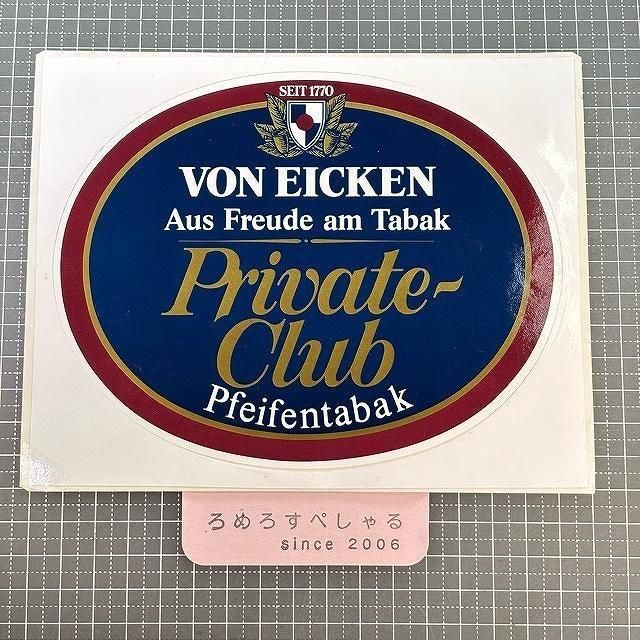 SEIT 1770
VON EICKEN
Aus Freude am Tabak
Private-
Club
Pfeifentabak
ろめろすぺしゃる
since 2006